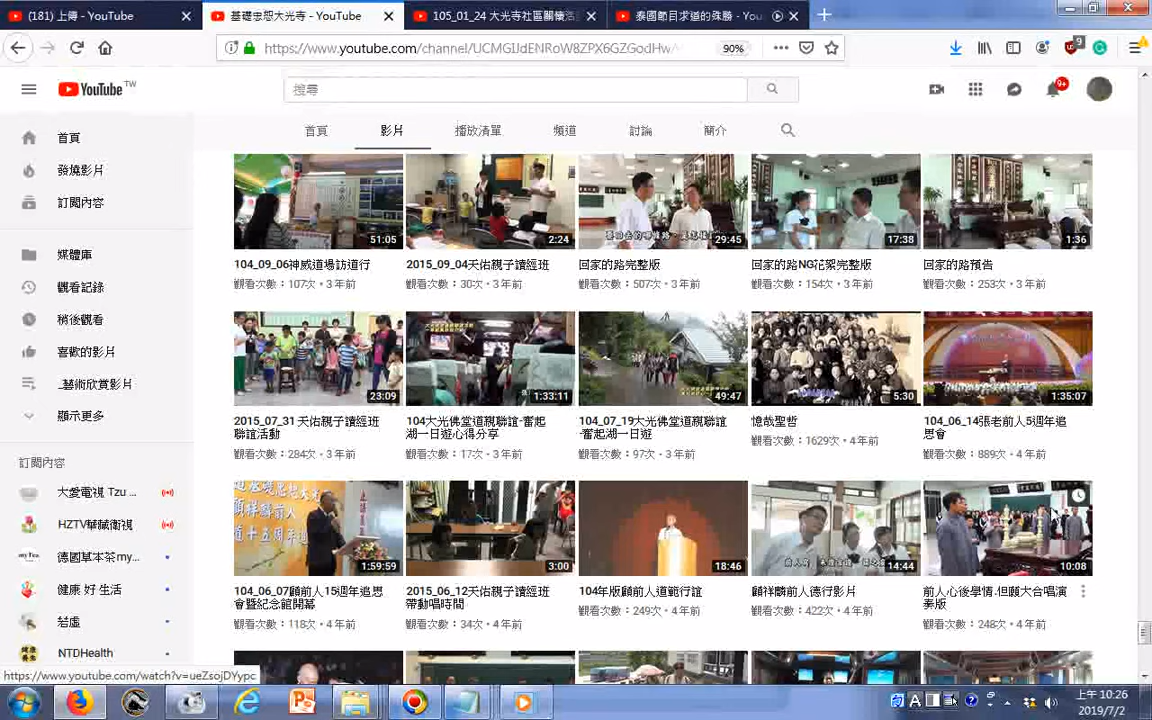 (181) 上傳 - YouTube
基礎忠恕大光寺 - YouTube
105_01_24 大光寺社區關懷活
泰國節目求道的殊勝 - You
https://www.youtube.com/channel/UCMGIJdENRoW8ZPX6GZGodHwA
90%
9
YouTube TW
搜尋
9+
首頁
影片
播放清單
頻道
討論
簡介
首頁
發燒影片
訂閱內容
媒體庫
觀看記錄
稍後觀看
喜歡的影片
_藝術欣賞影片
顯示更多
訂閱內容
大愛電視 Tzu ...
HZTV華藏衛視
德國草本茶my...
健康 好 生活
若虛
NTDHealth
51:05
2:24
29:45
17:38
1:36
104_09_06神威道場訪道行
2015_09_04天佑親子讀經班
回家的路完整版
回家的路NG花絮完整版
回家的路預告
觀看次數：107次 • 3 年前
觀看次數：30次 • 3 年前
觀看次數：507次 • 3 年前
觀看次數：154次 • 3 年前
觀看次數：253次 • 3 年前
23:09
1:33:11
49:47
5:30
1:35:07
2015_07_31 天佑親子讀經班
聯誼活動
104大光佛堂道親聯誼-奮起
湖一日遊心得分享
104_07_19大光佛堂道親聯誼
-奮起湖一日遊
憶哉聖哲
104_06_14張老前人5週年追
思會
觀看次數：284次 • 3 年前
觀看次數：17次 • 3 年前
觀看次數：97次 • 3 年前
觀看次數：1629次 • 4 年前
觀看次數：889次 • 4 年前
1:59:59
3:00
18:46
14:44
10:08
104_06_07顧前人15週年追思
會暨紀念館開幕
2015_06_12天佑親子讀經班
帶動唱時間
104年版顧前人道範行誼
顧祥麟前人德行影片
前人心後學情.但願大合唱演
奏版
觀看次數：118次 • 4 年前
觀看次數：34次 • 4 年前
觀看次數：249次 • 4 年前
觀看次數：422次 • 4 年前
觀看次數：248次 • 4 年前
https://www.youtube.com/watch?v=ueZsojDYypc
上午 10:26
2019/7/2